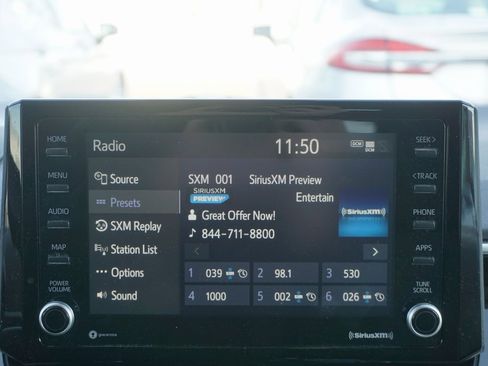 HOME
MENU
AUDIO
MAP
POWER
VOLUME
Radio
11:50
DCM
DCM
Source
Presets
SXM Replay
Station List
Options
Sound
SXM 001 SiriusXM Preview
SIRIUSXM
PREVIEW
Entertain
Great Offer Now!
844-711-8800
((SiriusXM))
1 039
2 98.1
3 530
4 1000
5 002
6 026
SEEK>
<TRACK
PHONE
APPS
TUNE
SCROLL
((SiriusXM))